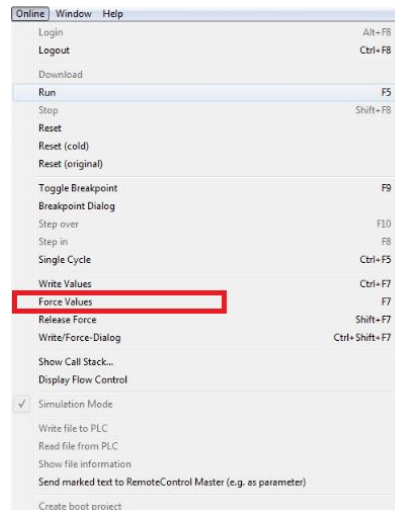 Online Window Help
Login Alt+F8
Logout Ctrl+F8
Download
Run F5
Stop Shift+F8
Reset
Reset (cold)
Reset (original)
Toggle Breakpoint F9
Breakpoint Dialog
Step over F10
Step in F8
Single Cycle Ctrl+F5
Write Values Ctrl+F7
Force Values F7
Release Force Shift+F7
Write/Force-Dialog Ctrl+Shift+F7
Show Call Stack...
Display Flow Control
Simulation Mode
Write file to PLC
Read file from PLC
Show file information
Send marked text to RemoteControl Master (e.g. as parameter)
Create boot project